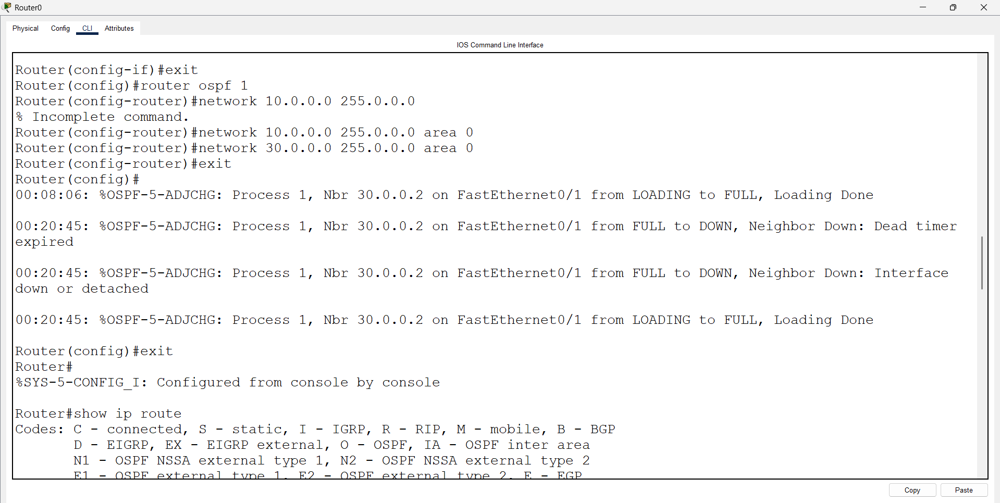 Router0
Physical Config CLI Attributes
IOS Command Line Interface
Router(config-if)#exit
Router(config)#router ospf 1
Router(config-router)#network 10.0.0.0 255.0.0.0
% Incomplete command.
Router(config-router)#network 10.0.0.0 255.0.0.0 area 0
Router(config-router)#network 30.0.0.0 255.0.0.0 area 0
Router(config-router)#exit
Router(config)#
00:08:06: %OSPF-5-ADJCHG: Process 1, Nbr 30.0.0.2 on FastEthernet0/1 from LOADING to FULL, Loading Done
00:20:45: %OSPF-5-ADJCHG: Process 1, Nbr 30.0.0.2 on FastEthernet0/1 from FULL to DOWN, Neighbor Down: Dead timer
expired
00:20:45: %OSPF-5-ADJCHG: Process 1, Nbr 30.0.0.2 on FastEthernet0/1 from FULL to DOWN, Neighbor Down: Interface
down or detached
00:20:45: %OSPF-5-ADJCHG: Process 1, Nbr 30.0.0.2 on FastEthernet0/1 from LOADING to FULL, Loading Done
Router(config)#exit
Router#
%SYS-5-CONFIG_I: Configured from console by console
Router#show ip route
Codes: C - connected, S - static, I - IGRP, R - RIP, M - mobile, B - BGP
D - EIGRP, EX - EIGRP external, O - OSPF, IA - OSPF inter area
N1 - OSPF NSSA external type 1, N2 - OSPF NSSA external type 2
E1 - OSPF external type 1, E2 - OSPF external type 2, E - EGP
Copy Paste